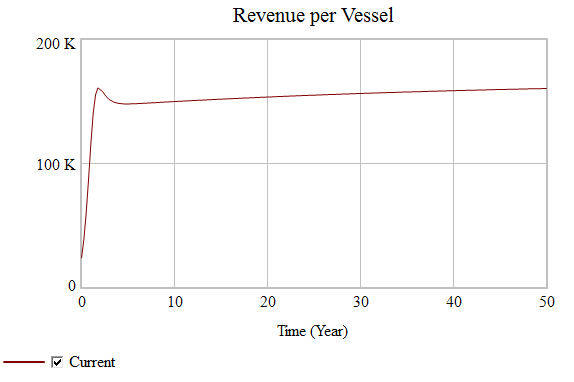 Revenue per Vessel
200 K
100 K
0
0 10 20 30 40 50
Time (Year)
Current